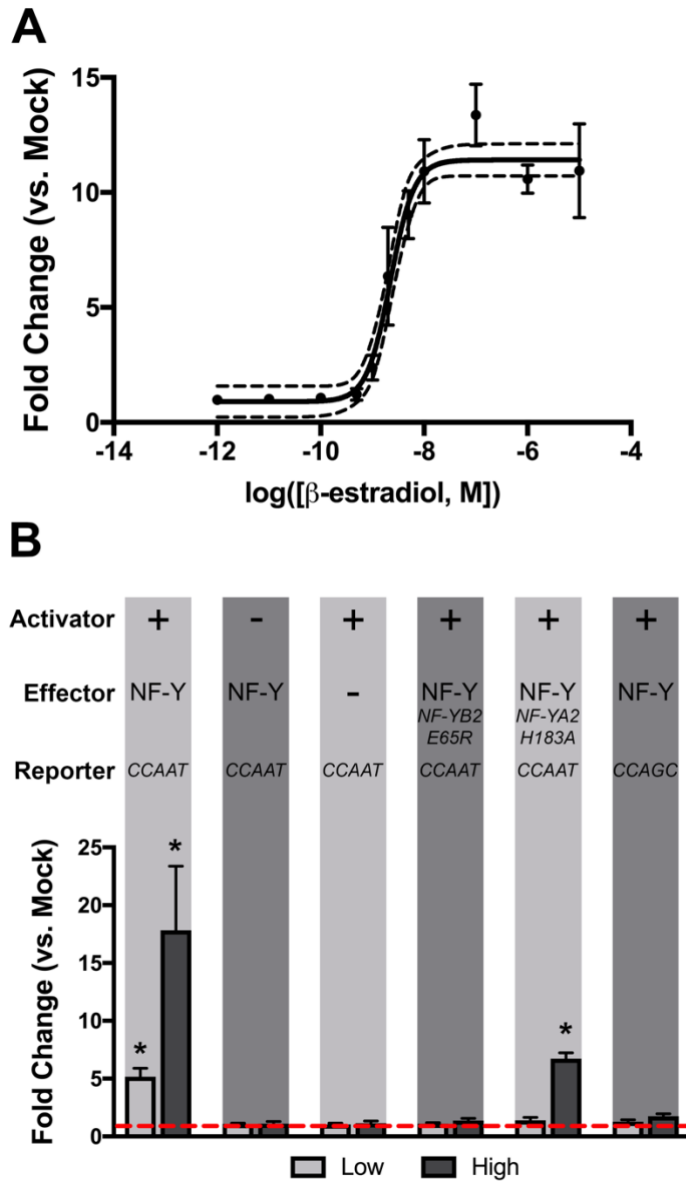 A
Fold Change (vs. Mock)
15
10
5
0
-14 -12 -10 -8 -6 -4
log([β-estradiol, M])
B
Activator + - + + + +
Effector NF-Y NF-Y - NF-Y NF-Y NF-Y
NF-YB2 NF-YA2
E65R H183A
Reporter CCAAT CCAAT CCAAT CCAAT CCAAT CCAGC
Fold Change (vs. Mock)
25
20
15
10
5
0
* * *
Low High